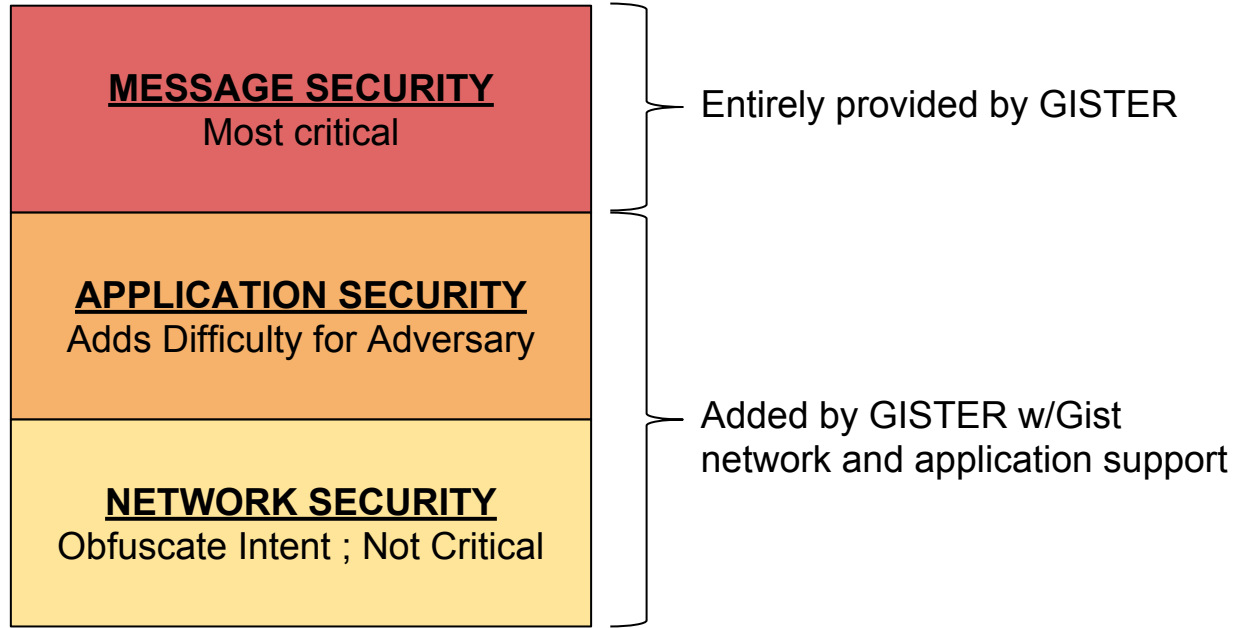 MESSAGE SECURITY
Most critical
Entirely provided by GISTER
APPLICATION SECURITY
Adds Difficulty for Adversary
Added by GISTER w/Gist
network and application support
NETWORK SECURITY
Obfuscate Intent ; Not Critical